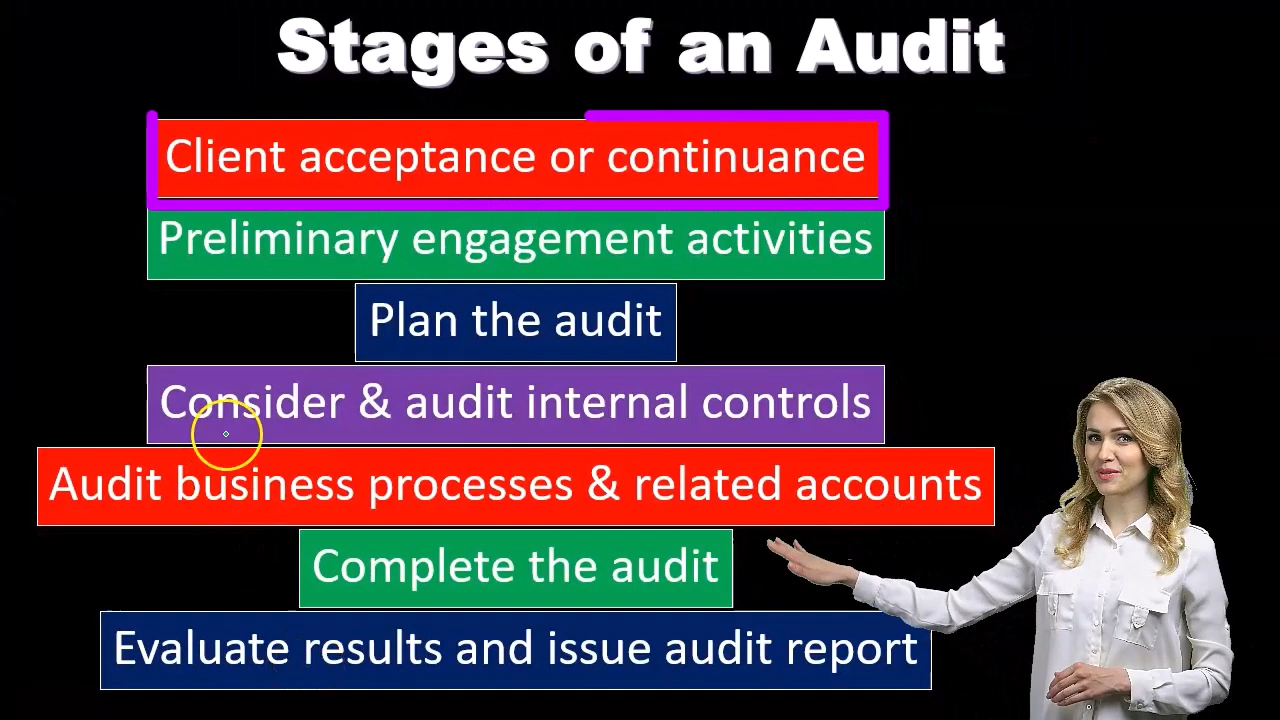 Stages of an Audit
Client acceptance or continuance
Preliminary engagement activities
Plan the audit
Consider & audit internal controls
Audit business processes & related accounts
Complete the audit
Evaluate results and issue audit report